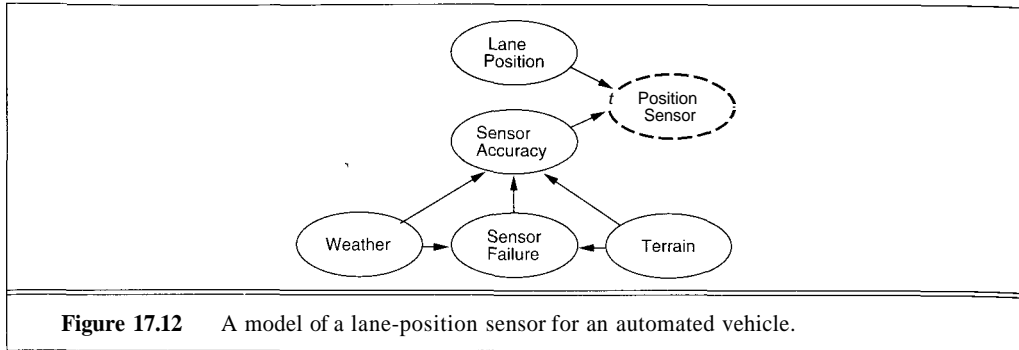 Lane
Position
t Position
Sensor
Sensor
Accuracy
Weather
Sensor
Failure
Terrain
Figure 17.12 A model of a lane-position sensor for an automated vehicle.